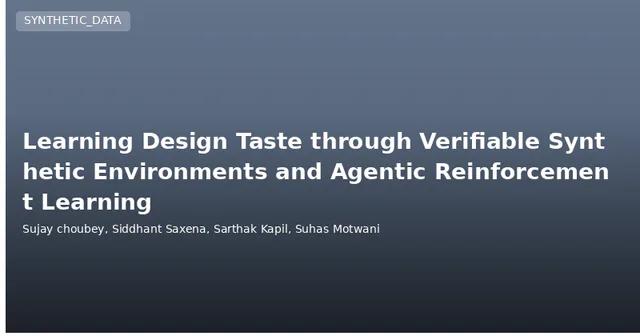 SYNTHETIC_DATA
Learning Design Taste through Verifiable Synt
hetic Environments and Agentic Reinforcemen
t Learning
Sujay choubey, Siddhant Saxena, Sarthak Kapil, Suhas Motwani